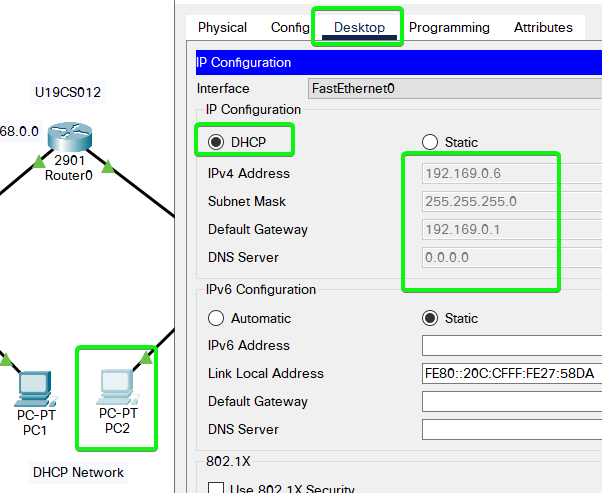 Physical Config Desktop Programming Attributes
IP Configuration
Interface FastEthernet0
IP Configuration
DHCP Static
IPv4 Address 192.169.0.6
Subnet Mask 255.255.255.0
Default Gateway 192.169.0.1
DNS Server 0.0.0.0
IPv6 Configuration
Automatic Static
IPv6 Address
Link Local Address FE80::20C:CFFF:FE27:58DA
Default Gateway
DNS Server
802.1X
Use 802.1X Security
U19CS012
68.0.0
2901
Router0
PC-PT
PC1
PC-PT
PC2
DHCP Network